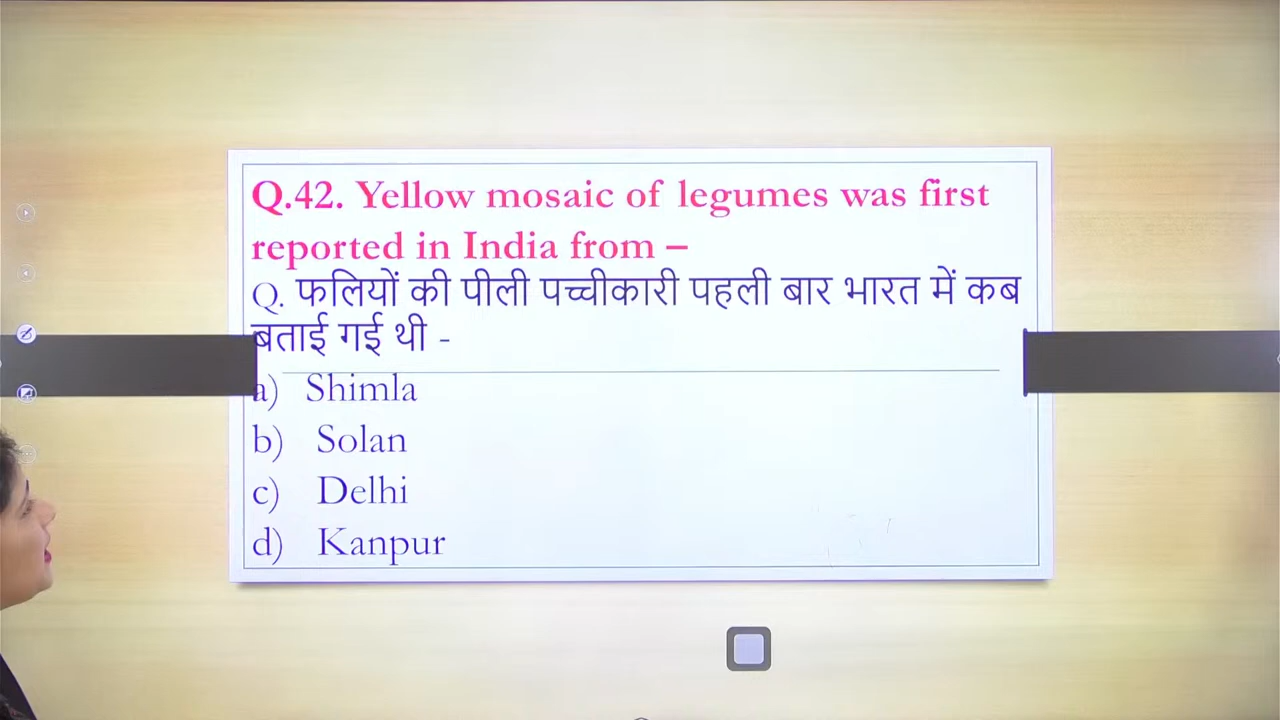 Q.42. Yellow mosaic of legumes was first
reported in India from –
Q. फलियों की पीली पच्चीकारी पहली बार भारत में कब
बताई गई थी -
a) Shimla
b) Solan
c) Delhi
d) Kanpur